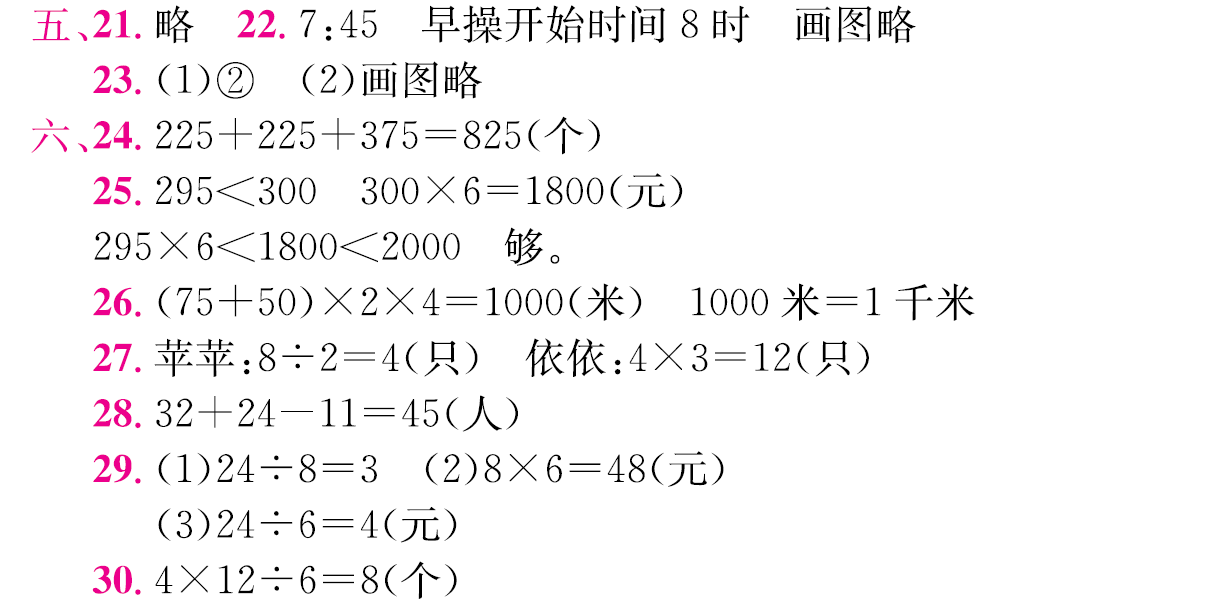 五、21. 略 22. 7:45 早操开始时间 8 时 画图略
23. (1)② (2)画图略
六、24. 225+225+375=825(个)
25. 295<300 300×6=1800(元)
295×6<1800<2000 够。
26. (75+50)×2×4=1000(米) 1000 米=1 千米
27. 苹苹:8÷2=4(只) 依依:4×3=12(只)
28. 32+24-11=45(人)
29. (1)24÷8=3 (2)8×6=48(元)
(3)24÷6=4(元)
30. 4×12÷6=8(个)